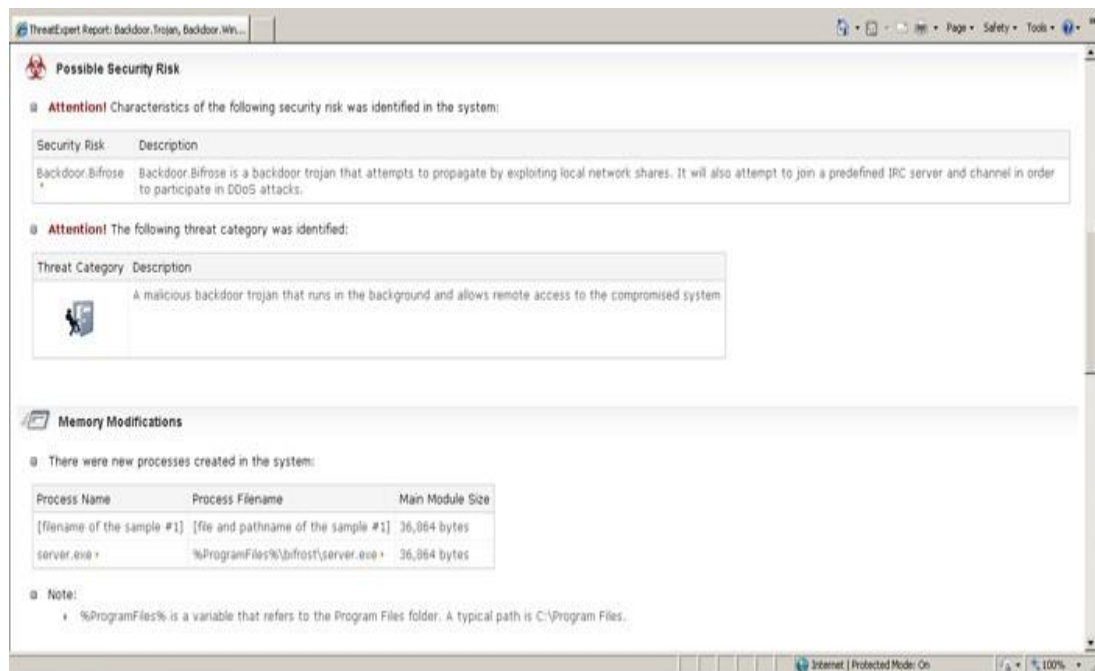 ThreatExpert Report: Backdoor.Trojan, Backdoor.Win...
Page Safety Tools
Possible Security Risk
Attention! Characteristics of the following security risk was identified in the system:
Security Risk Description
Backdoor.Bifrose Backdoor.Bifrose is a backdoor trojan that attempts to propagate by exploiting local network shares. It will also attempt to join a predefined IRC server and channel in order
to participate in DDoS attacks.
Attention! The following threat category was identified:
Threat Category Description
A malicious backdoor trojan that runs in the background and allows remote access to the compromised system
Memory Modifications
There were new processes created in the system:
Process Name Process Filename Main Module Size
[filename of the sample #1] [file and pathname of the sample #1] 36,864 bytes
server.exe %ProgramFiles%\bifrost\server.exe 36,864 bytes
Note:
%ProgramFiles% is a variable that refers to the Program Files folder. A typical path is C:\Program Files.
Internet | Protected Mode: On 100%